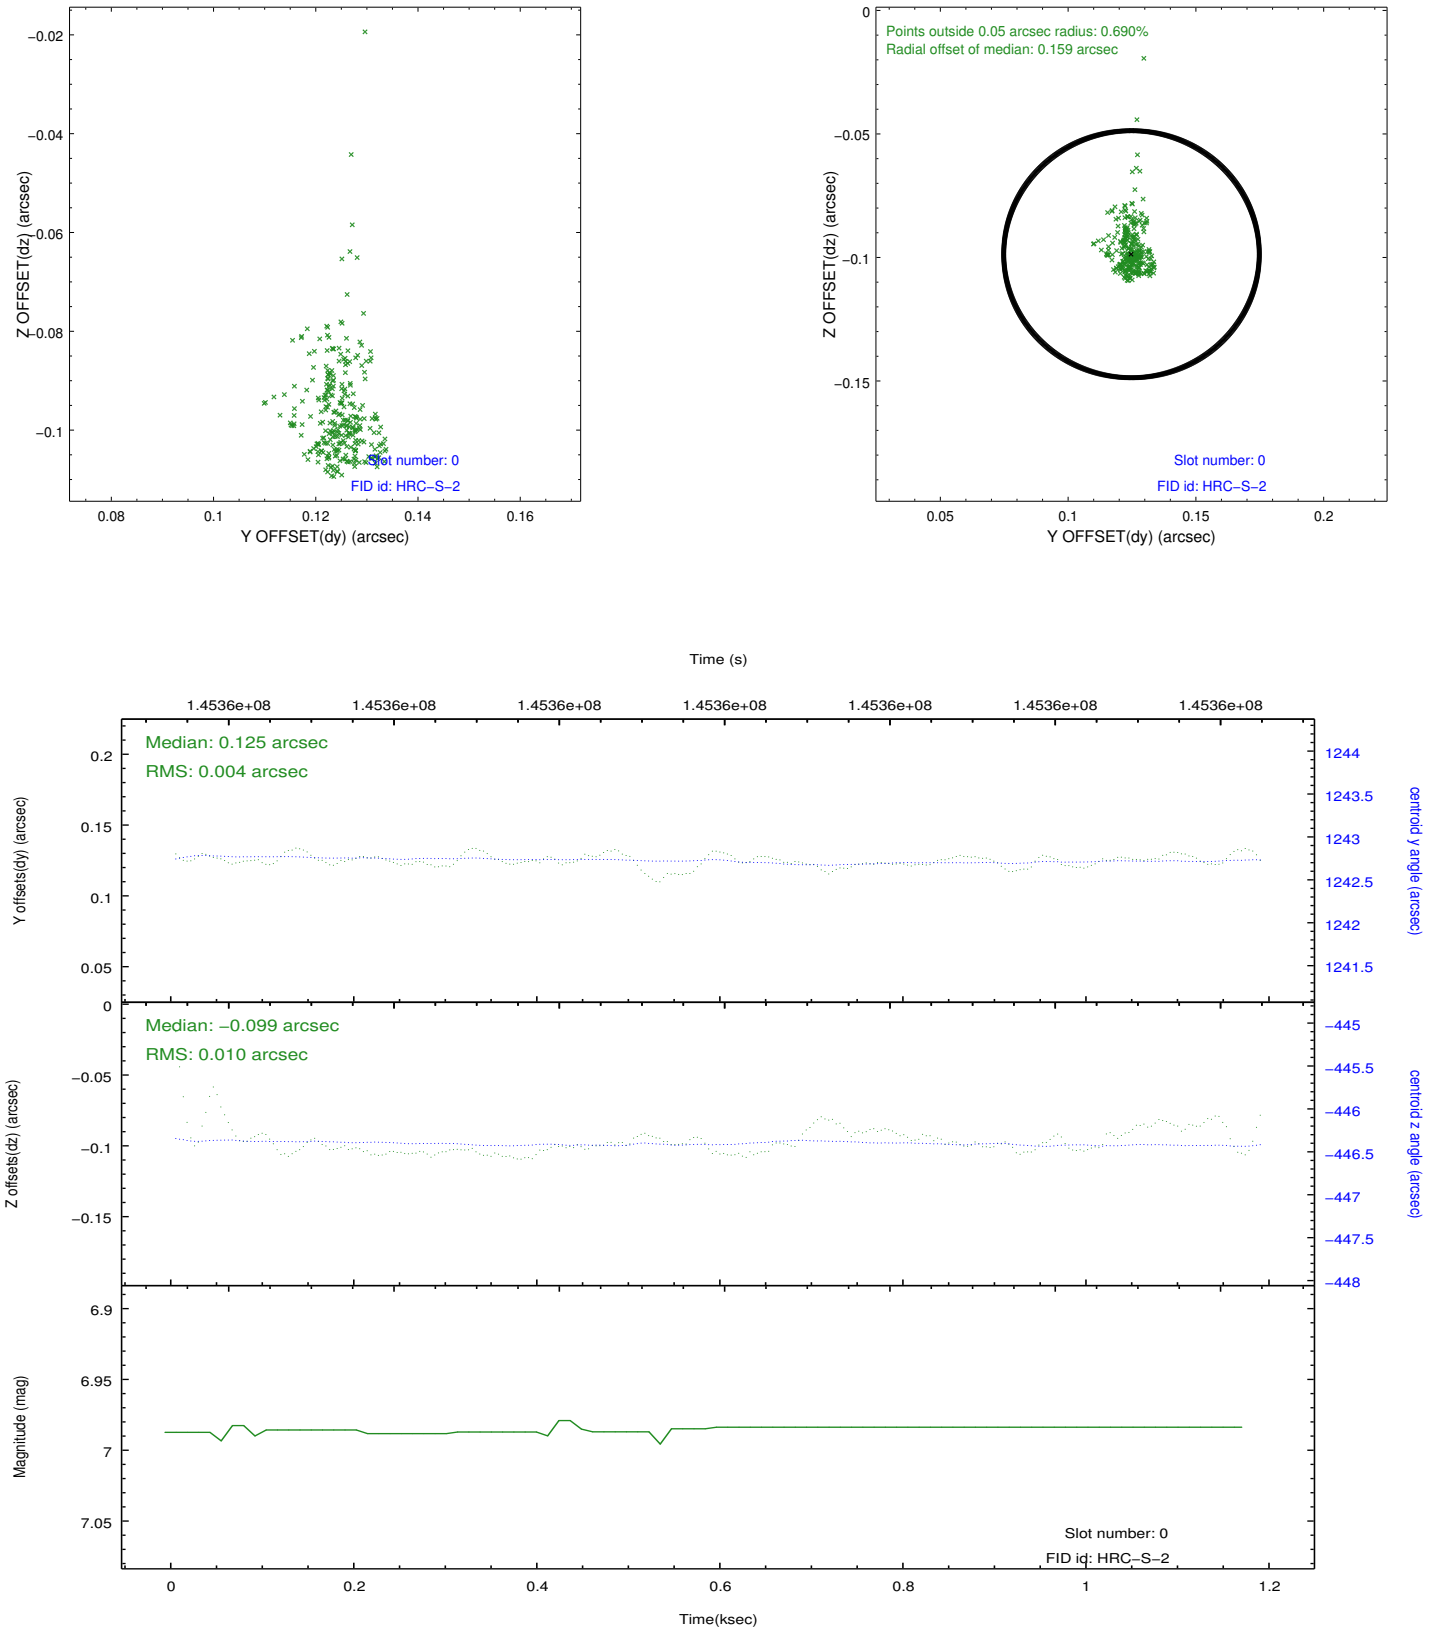 −0.02
−0.04
−0.06
−0.08
−0.1
Z OFFSET(dz) (arcsec)
Slot number: 0
FID id: HRC−S−2
0.08 0.1 0.12 0.14 0.16
Y OFFSET(dy) (arcsec)
Points outside 0.05 arcsec radius: 0.690%
Radial offset of median: 0.159 arcsec
0
−0.05
−0.1
−0.15
Z OFFSET(dz) (arcsec)
Slot number: 0
FID id: HRC−S−2
0.05 0.1 0.15 0.2
Y OFFSET(dy) (arcsec)
Time (s)
1.4536e+08 1.4536e+08 1.4536e+08 1.4536e+08 1.4536e+08 1.4536e+08 1.4536e+08
Median: 0.125 arcsec
RMS: 0.004 arcsec
0.2
0.15
0.1
0.05
Y offsets(dy) (arcsec)
1244
1243.5
1243
1242.5
1242
1241.5
centroid y angle (arcsec)
Median: −0.099 arcsec
RMS: 0.010 arcsec
0
−0.05
−0.1
−0.15
Z offsets(dz) (arcsec)
−445
−445.5
−446
−446.5
−447
−447.5
−448
centroid z angle (arcsec)
6.9
6.95
7
7.05
Magnitude (mag)
Slot number: 0
FID id: HRC−S−2
0 0.2 0.4 0.6 0.8 1 1.2
Time(ksec)